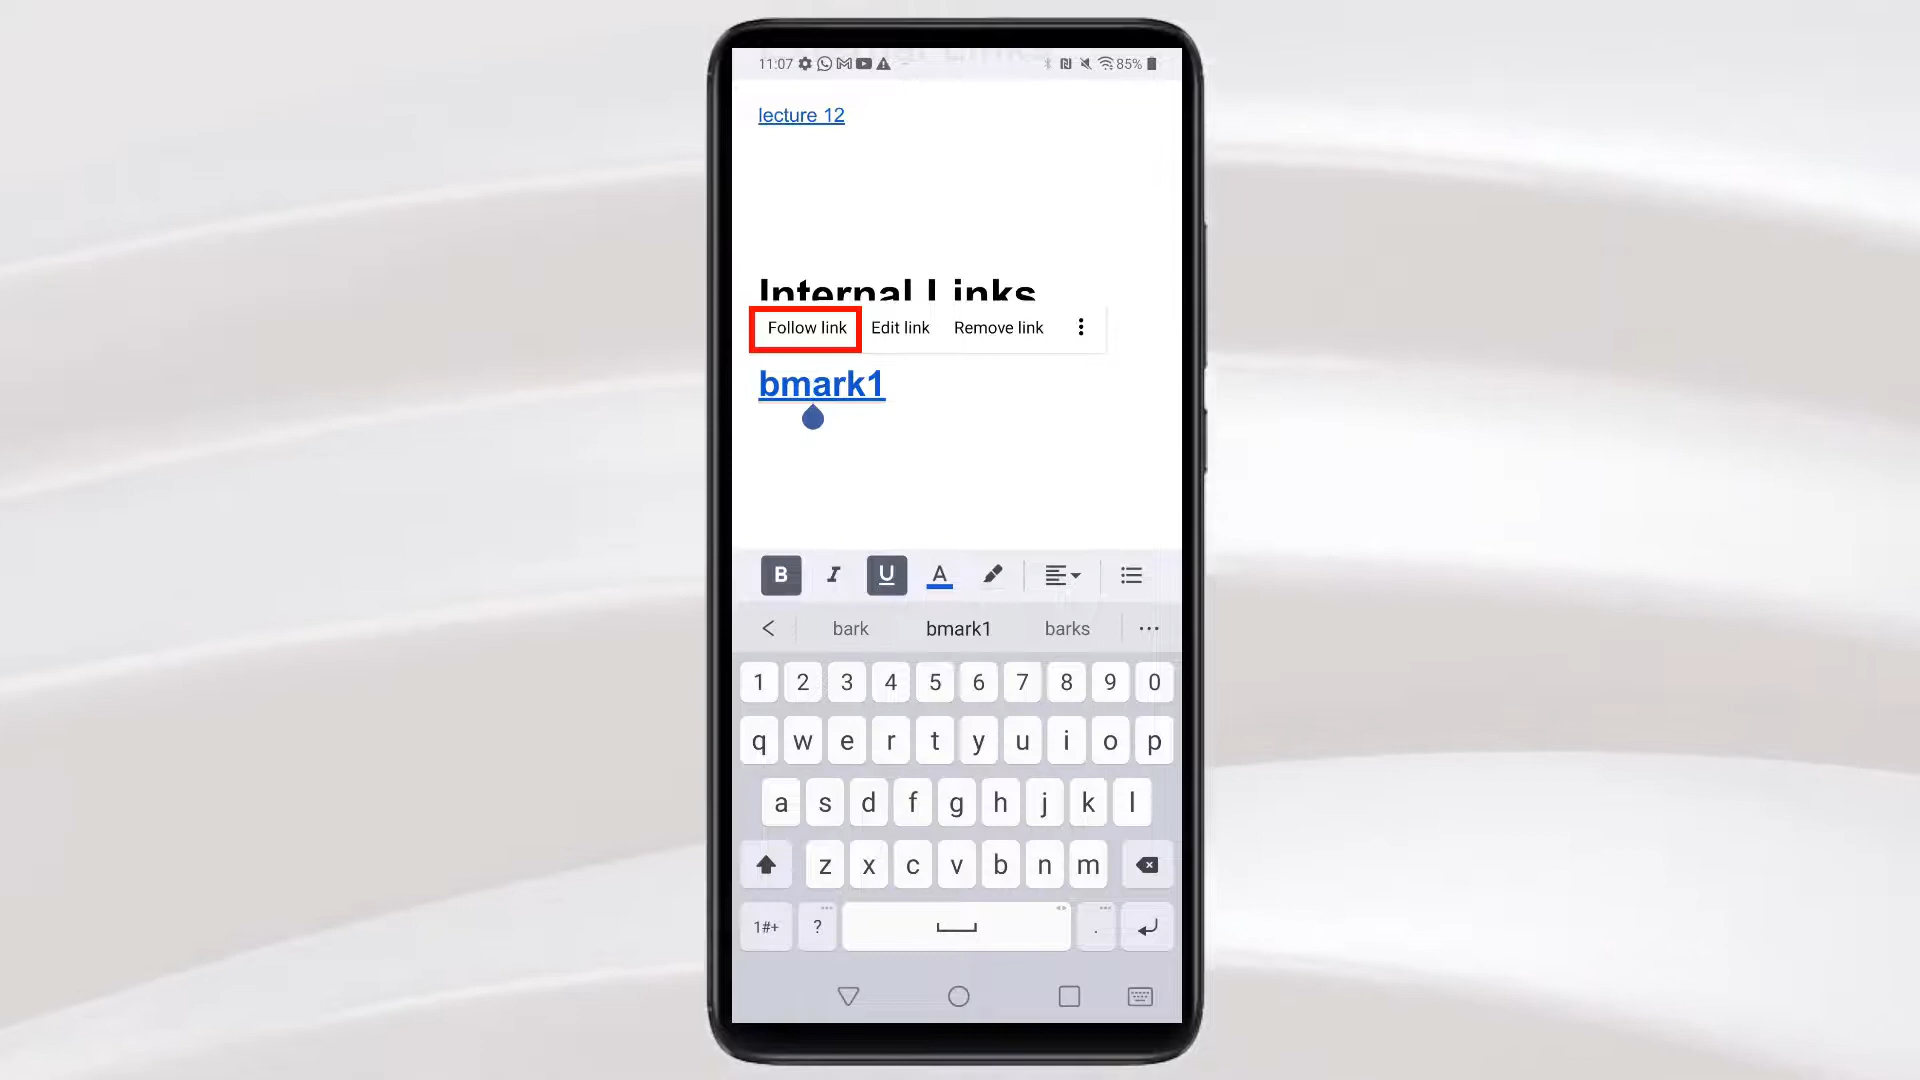 11:07 85%
lecture 12
Internal Links
Follow link Edit link Remove link
bmark1
B I U A
bark bmark1 barks
1 2 3 4 5 6 7 8 9 0
q w e r t y u i o p
a s d f g h j k l
z x c v b n m
1#+ ? .